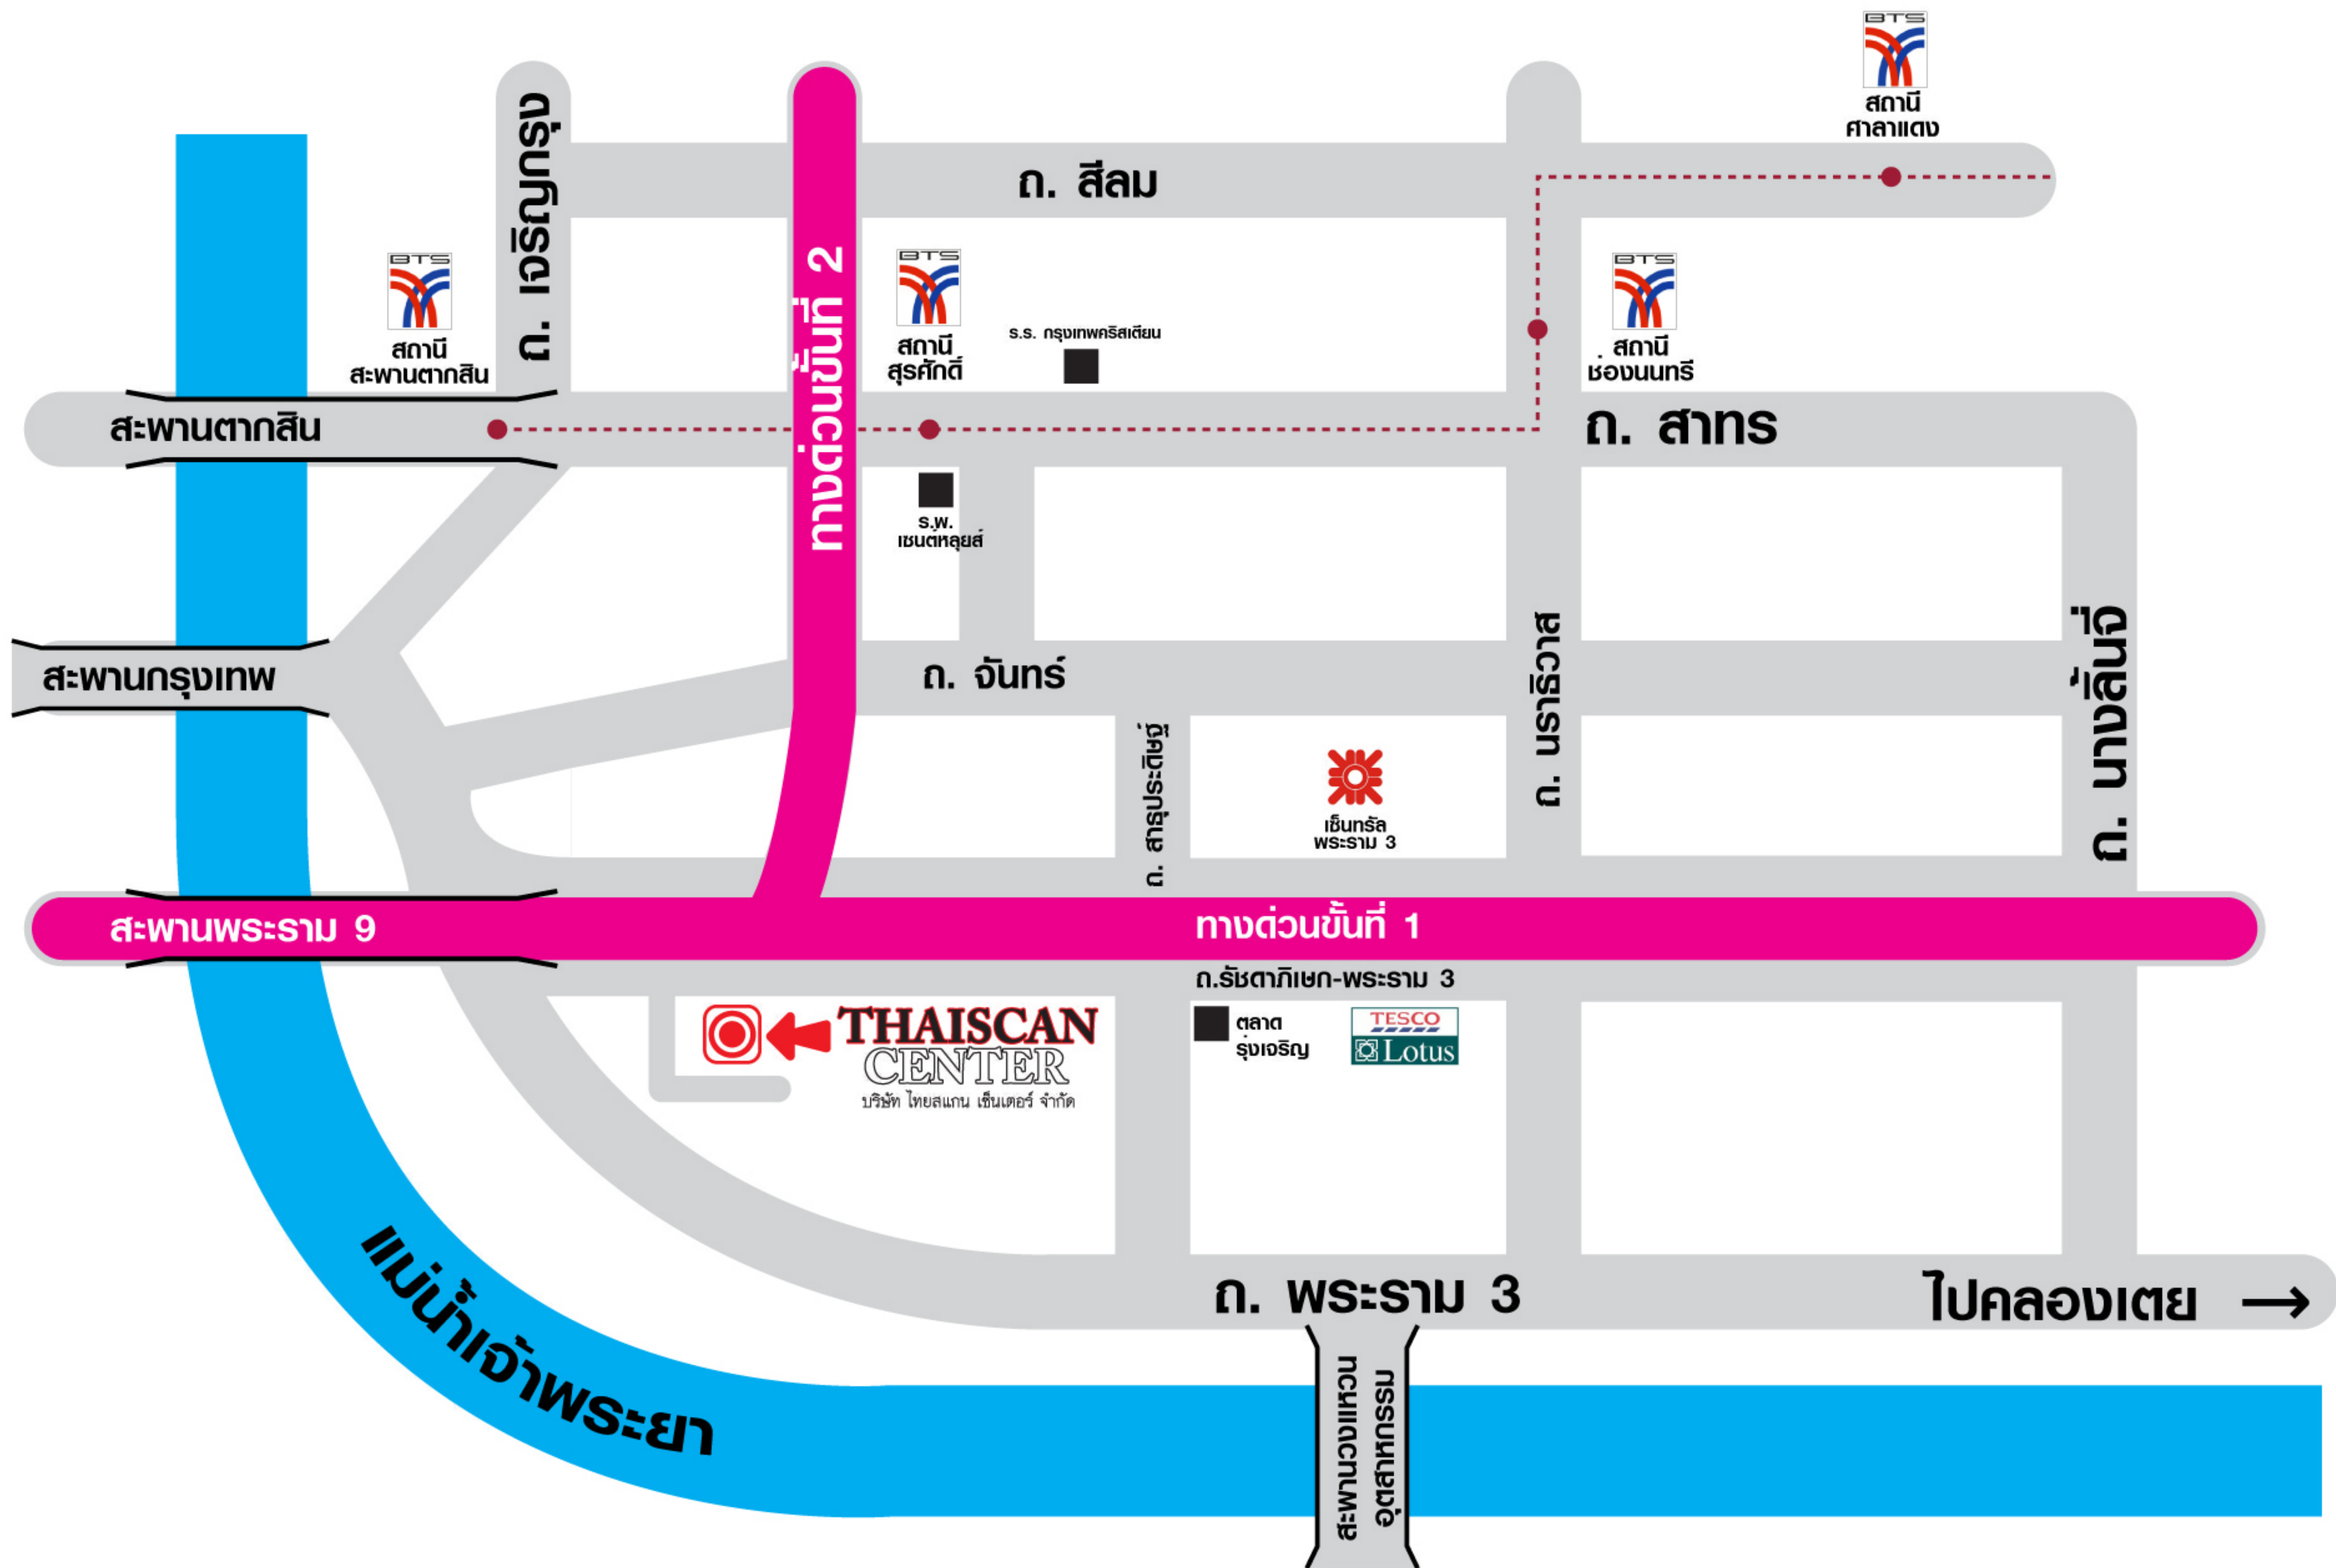 BTS
สถานี
ศาลาแดง
ถ. เจริญกรุง
ถ. สีลม
ทางด่วนขั้นที่ 2
BTS
สถานี
สะพานตากสิน
BTS
สถานี
สุรศักดิ์
ร.ร. กรุงเทพคริสเตียน
BTS
สถานี
ช่องนนทรี
สะพานตากสิน
ถ. สาทร
ร.พ.
เซนต์หลุยส์
สะพานกรุงเทพ
ถ. จันทร์
ถ. นราธิวาส
ถ. นางลิ้นจี่
ถ. สาธุประดิษฐ์
เซ็นทรัล
พระราม 3
สะพานพระราม 9
ทางด่วนขั้นที่ 1
ถ.รัชดาภิเษก-พระราม 3
THAISCAN
CENTER
บริษัท ไทยสแกน เซ็นเตอร์ จำกัด
ตลาด
รุ่งเจริญ
TESCO
Lotus
แม่น้ำเจ้าพระยา
ถ. พระราม 3
ไปคลองเตย →
สะพานวงแหวน
อุตสาหกรรม